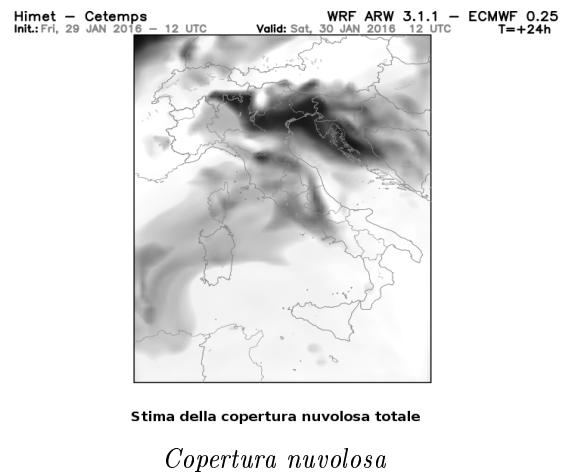 Himet – Cetemps WRF ARW 3.1.1 – ECMWF 0.25
Init.: Fri, 29 JAN 2016 – 12 UTC Valid: Sat, 30 JAN 2016 12 UTC T=+24h
Stima della copertura nuvolosa totale
Copertura nuvolosa